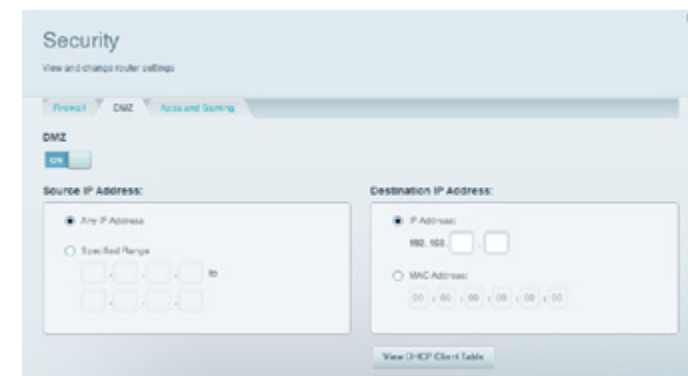 Security
View and change router settings
Firewall DMZ Apps and Gaming
DMZ
ON
Source IP Address:
Any IP Address
Specified Range
to
Destination IP Address:
IP Address:
192. 168. .
MAC Address:
00 : 00 : 00 : 00 : 00 : 00
View DHCP Client Table